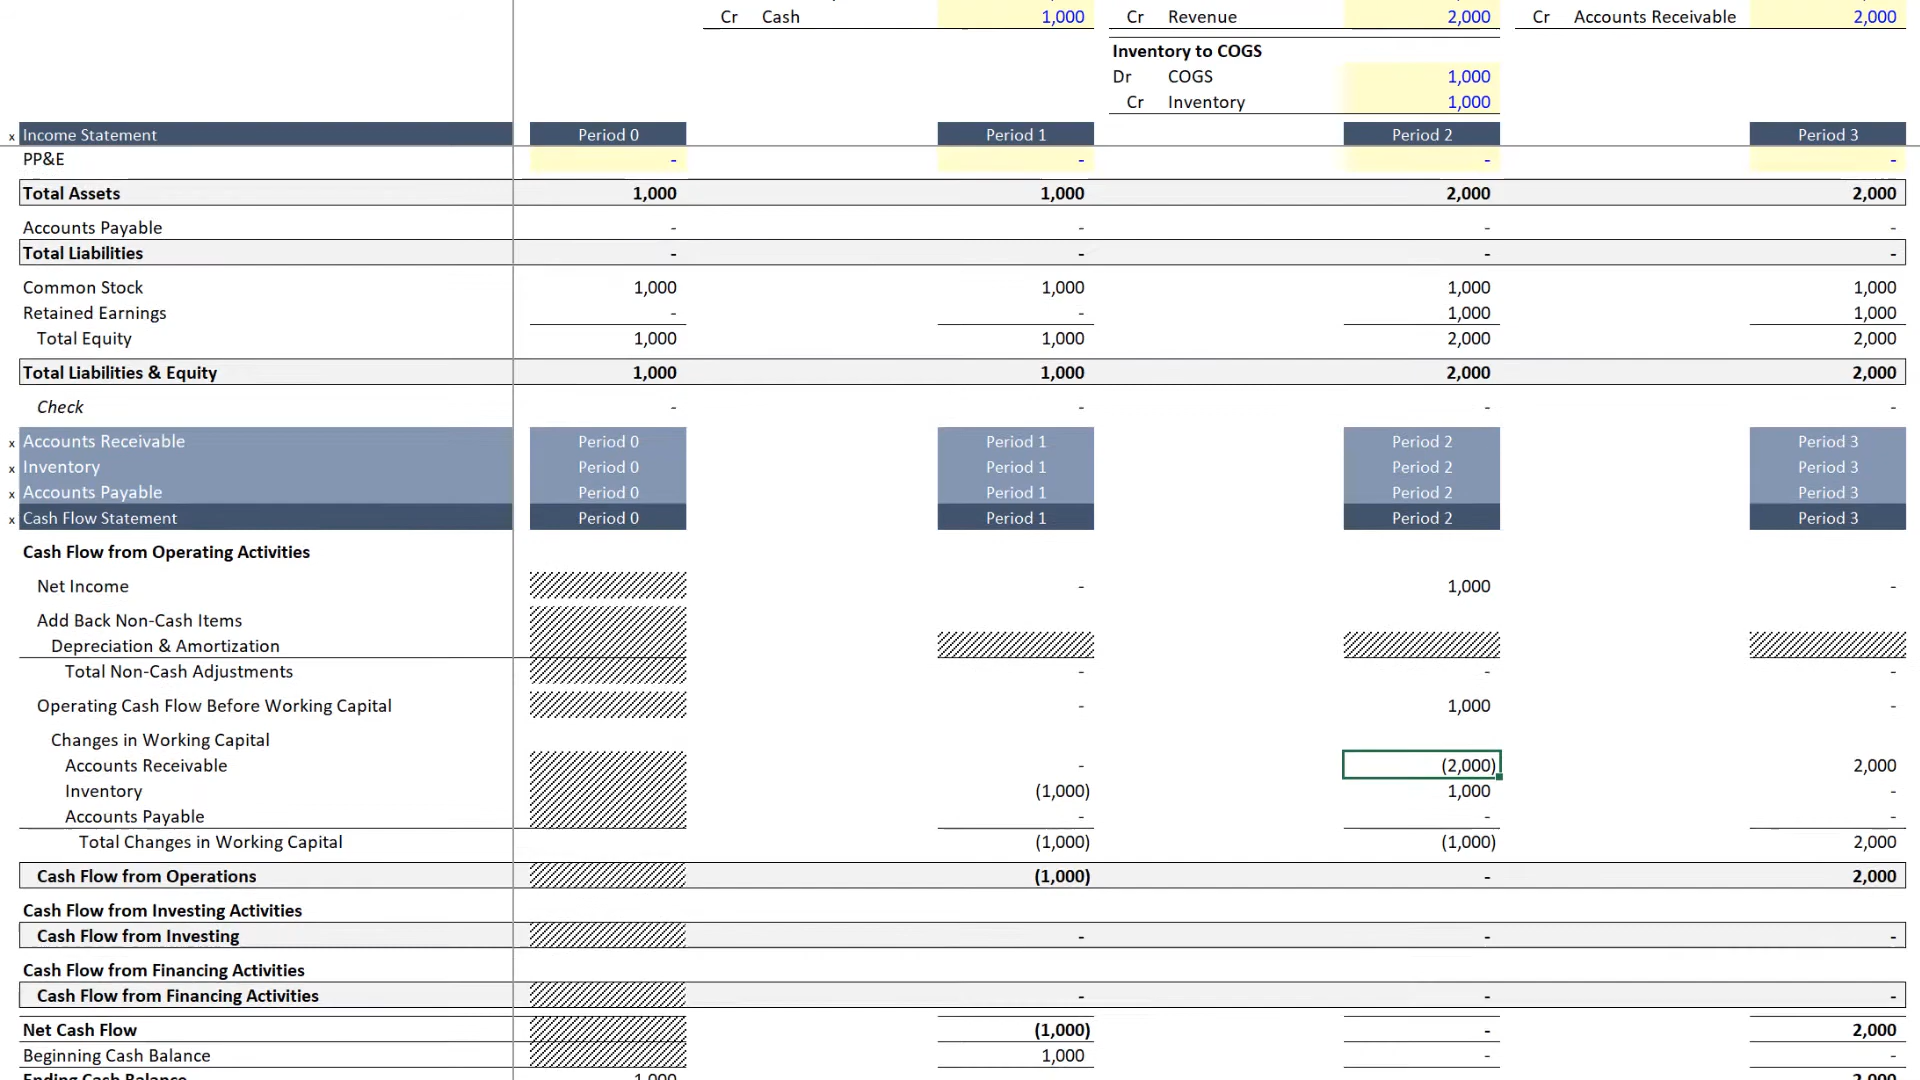 Cr Cash 1,000 Cr Revenue 2,000 Cr Accounts Receivable 2,000
Inventory to COGS
Dr COGS 1,000
Cr Inventory 1,000
x Income Statement Period 0 Period 1 Period 2 Period 3
PP&E - - - -
Total Assets 1,000 1,000 2,000 2,000
Accounts Payable - - - -
Total Liabilities - - - -
Common Stock 1,000 1,000 1,000 1,000
Retained Earnings - - 1,000 1,000
Total Equity 1,000 1,000 2,000 2,000
Total Liabilities & Equity 1,000 1,000 2,000 2,000
Check - - - -
x Accounts Receivable Period 0 Period 1 Period 2 Period 3
x Inventory Period 0 Period 1 Period 2 Period 3
x Accounts Payable Period 0 Period 1 Period 2 Period 3
x Cash Flow Statement Period 0 Period 1 Period 2 Period 3
Cash Flow from Operating Activities
Net Income - 1,000 -
Add Back Non-Cash Items
Depreciation & Amortization
Total Non-Cash Adjustments - - -
Operating Cash Flow Before Working Capital - 1,000 -
Changes in Working Capital
Accounts Receivable - (2,000) 2,000
Inventory (1,000) 1,000 -
Accounts Payable - - -
Total Changes in Working Capital (1,000) (1,000) 2,000
Cash Flow from Operations (1,000) - 2,000
Cash Flow from Investing Activities
Cash Flow from Investing - - -
Cash Flow from Financing Activities
Cash Flow from Financing Activities - - -
Net Cash Flow (1,000) - 2,000
Beginning Cash Balance 1,000 - -
Ending Cash Balance 1,000 2,000